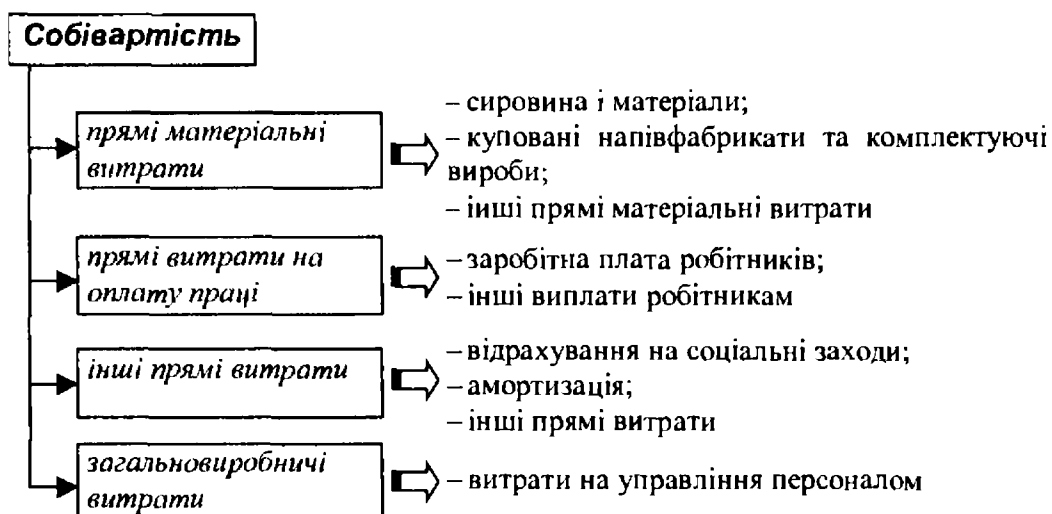 Собівартість
прямі матеріальні
витрати
– сировина і матеріали;
– куповані напівфабрикати та комплектуючі
вироби;
– інші прямі матеріальні витрати
прямі витрати на
оплату праці
– заробітна плата робітників;
– інші виплати робітникам
інші прямі витрати
– відрахування на соціальні заходи;
– амортизація;
– інші прямі витрати
загальновиробничі
витрати
– витрати на управління персоналом